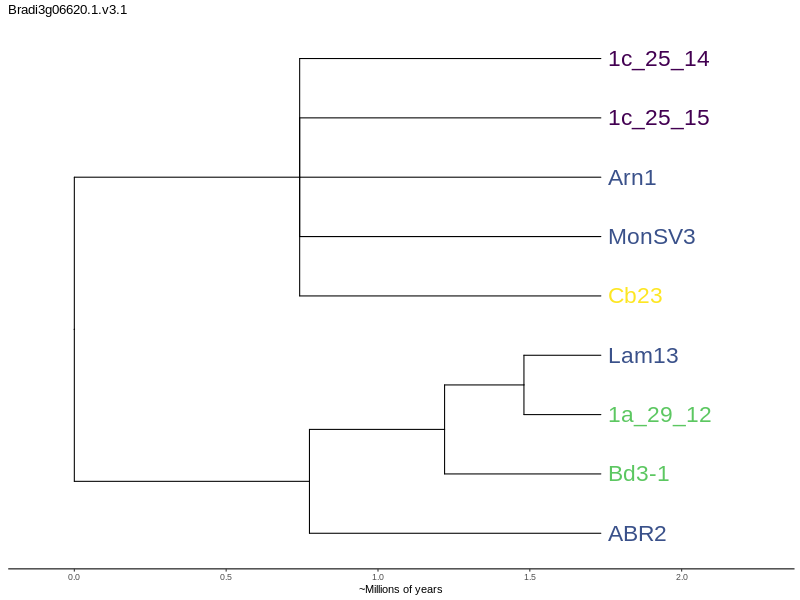 Bradi3g06620.1.v3.1
1c_25_14
1c_25_15
Arn1
MonSV3
Cb23
Lam13
1a_29_12
Bd3-1
ABR2
0.0 0.5 1.0 1.5 2.0
~Millions of years